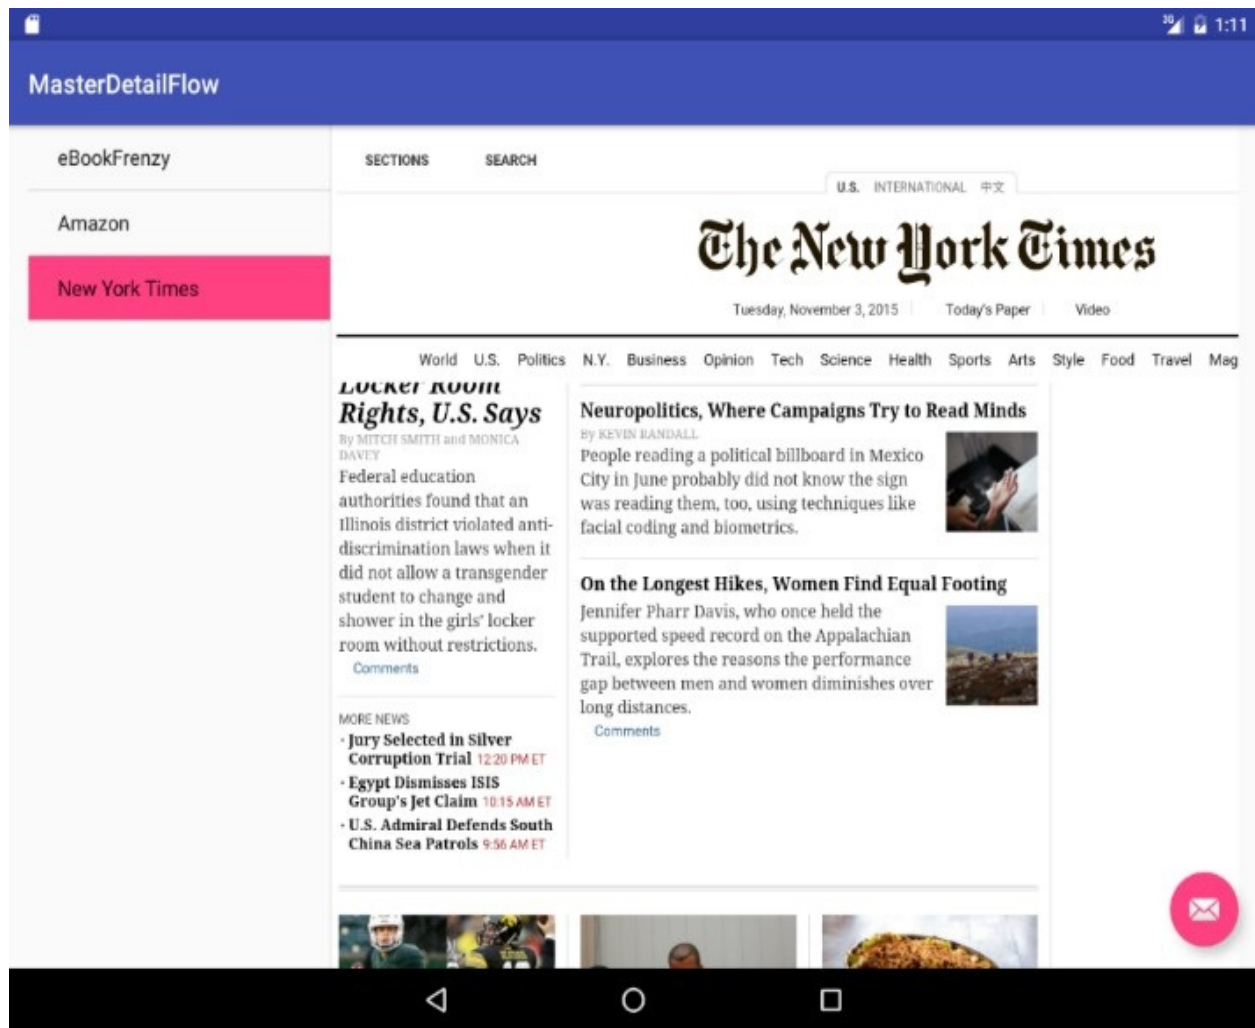 3G 1:11
MasterDetailFlow
eBookFrenzy
Amazon
New York Times
SECTIONS SEARCH
U.S. INTERNATIONAL 中文
The New York Times
Tuesday, November 3, 2015 Today's Paper Video
World U.S. Politics N.Y. Business Opinion Tech Science Health Sports Arts Style Food Travel Mag
Locker Room
Rights, U.S. Says
By MITCH SMITH and MONICA
DAVEY
Federal education
authorities found that an
Illinois district violated anti-
discrimination laws when it
did not allow a transgender
student to change and
shower in the girls' locker
room without restrictions.
Comments
MORE NEWS
· Jury Selected in Silver
Corruption Trial 12:20 PM ET
· Egypt Dismisses ISIS
Group's Jet Claim 10:15 AM ET
· U.S. Admiral Defends South
China Sea Patrols 9:56 AM ET
Neuropolitics, Where Campaigns Try to Read Minds
By KEVIN RANDALL
People reading a political billboard in Mexico
City in June probably did not know the sign
was reading them, too, using techniques like
facial coding and biometrics.
On the Longest Hikes, Women Find Equal Footing
Jennifer Pharr Davis, who once held the
supported speed record on the Appalachian
Trail, explores the reasons the performance
gap between men and women diminishes over
long distances.
Comments